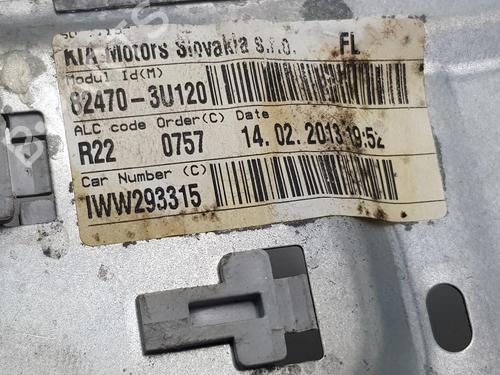 KIA Motors Slovakia s.r.o. FL
Modul Id(M)
82470-3U120
ALC code Order(C) Date
R22 0757 14.02.2013 19:52
Car Number (C)
IWW293315